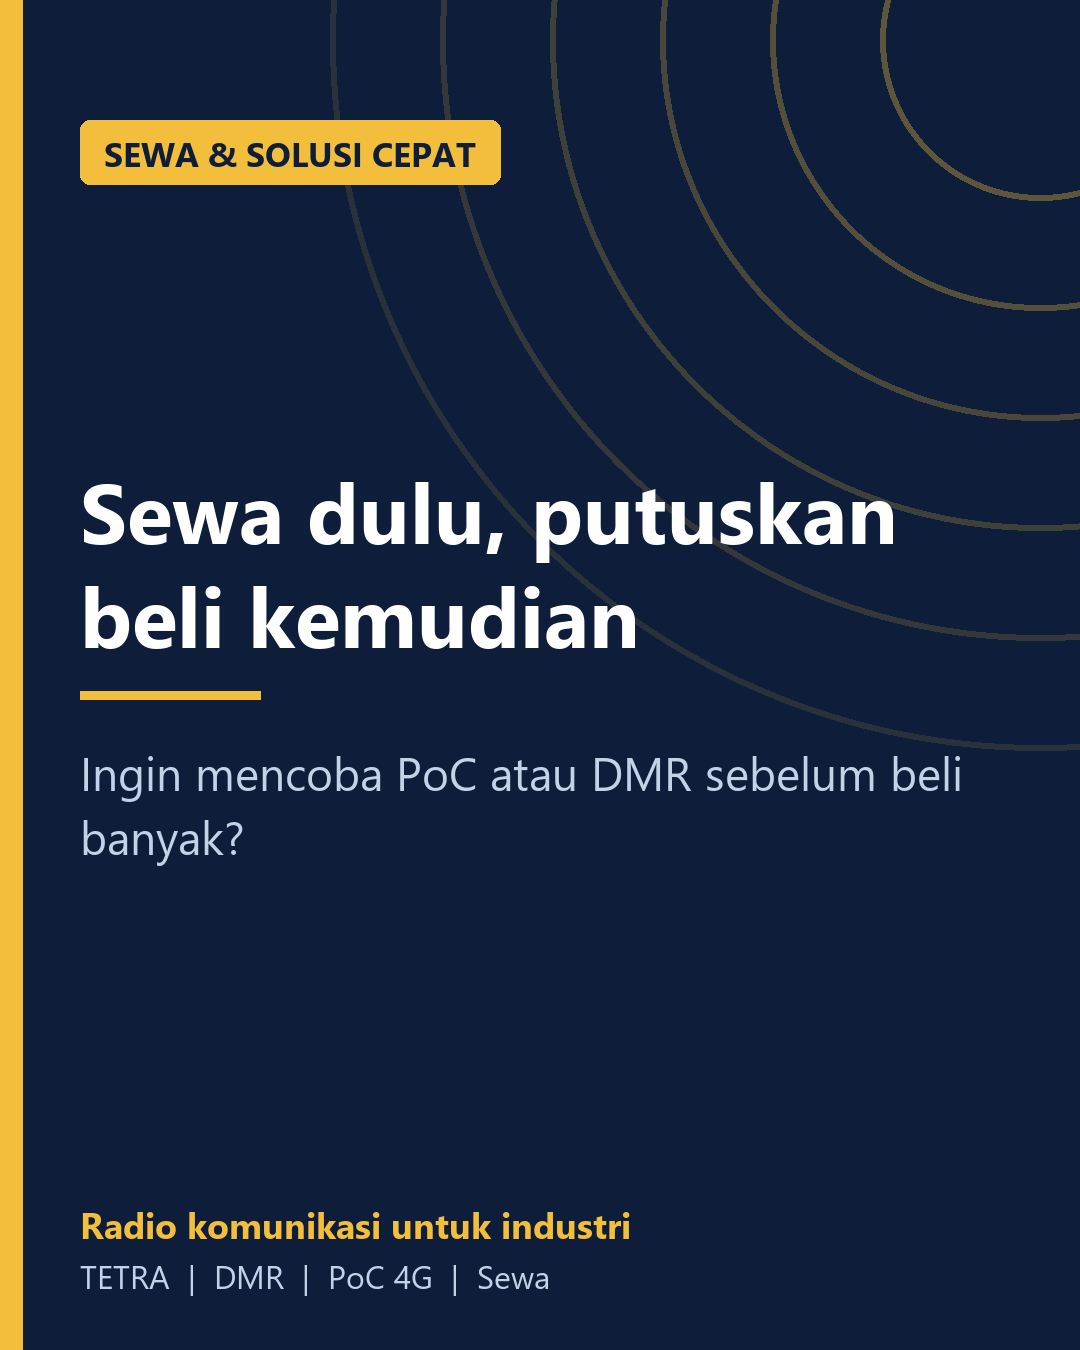 SEWA & SOLUSI CEPAT
Sewa dulu, putuskan
beli kemudian
Ingin mencoba PoC atau DMR sebelum beli
banyak?
Radio komunikasi untuk industri
TETRA | DMR | PoC 4G | Sewa